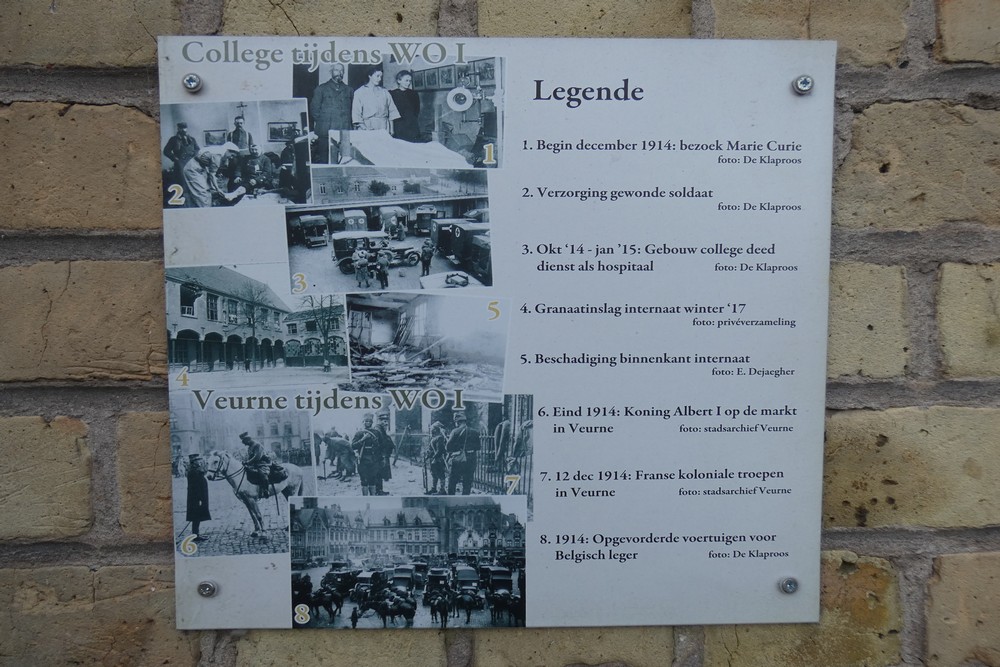 College tijdens WO I
1
2
3
5
4
Veurne tijdens WO I
7
6
8
Legende
1. Begin december 1914: bezoek Marie Curie
foto: De Klaproos
2. Verzorging gewonde soldaat
foto: De Klaproos
3. Okt ‘14 - jan ’15: Gebouw college deed
dienst als hospitaal foto: De Klaproos
4. Granaatinslag internaat winter ‘17
foto: privéverzameling
5. Beschadiging binnenkant internaat
foto: E. Dejaegher
6. Eind 1914: Koning Albert I op de markt
in Veurne foto: stadsarchief Veurne
7. 12 dec 1914: Franse koloniale troepen
in Veurne foto: stadsarchief Veurne
8. 1914: Opgevorderde voertuigen voor
Belgisch leger foto: De Klaproos